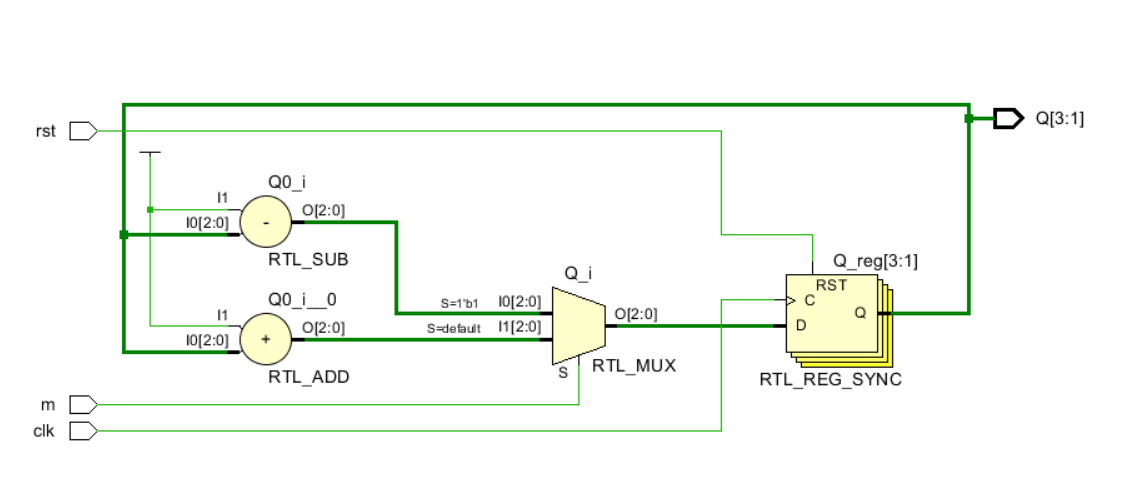 rst
Q[3:1]
Q0_i
I1
O[2:0]
-
I0[2:0]
RTL_SUB
Q_reg[3:1]
Q_i
RST
Q0_i__0
S=1'b1
I0[2:0]
C
I1
O[2:0]
S=default
I1[2:0]
O[2:0]
Q
+
I0[2:0]
D
S
RTL_MUX
RTL_ADD
RTL_REG_SYNC
m
clk